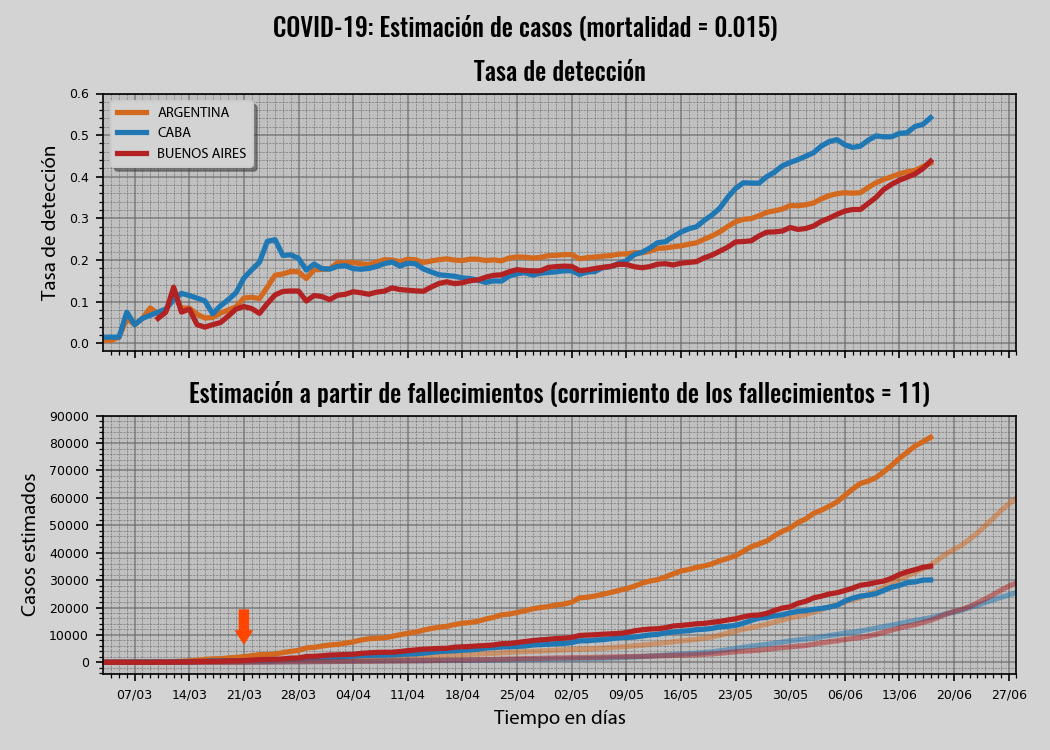 COVID-19: Estimación de casos (mortalidad = 0.015)
Tasa de detección
0.6
0.5
0.4
0.3
0.2
0.1
0.0
Tasa de detección
ARGENTINA
CABA
BUENOS AIRES
Estimación a partir de fallecimientos (corrimiento de los fallecimientos = 11)
90000
80000
70000
60000
50000
40000
30000
20000
10000
0
Casos estimados
07/03 14/03 21/03 28/03 04/04 11/04 18/04 25/04 02/05 09/05 16/05 23/05 30/05 06/06 13/06 20/06 27/06
Tiempo en días